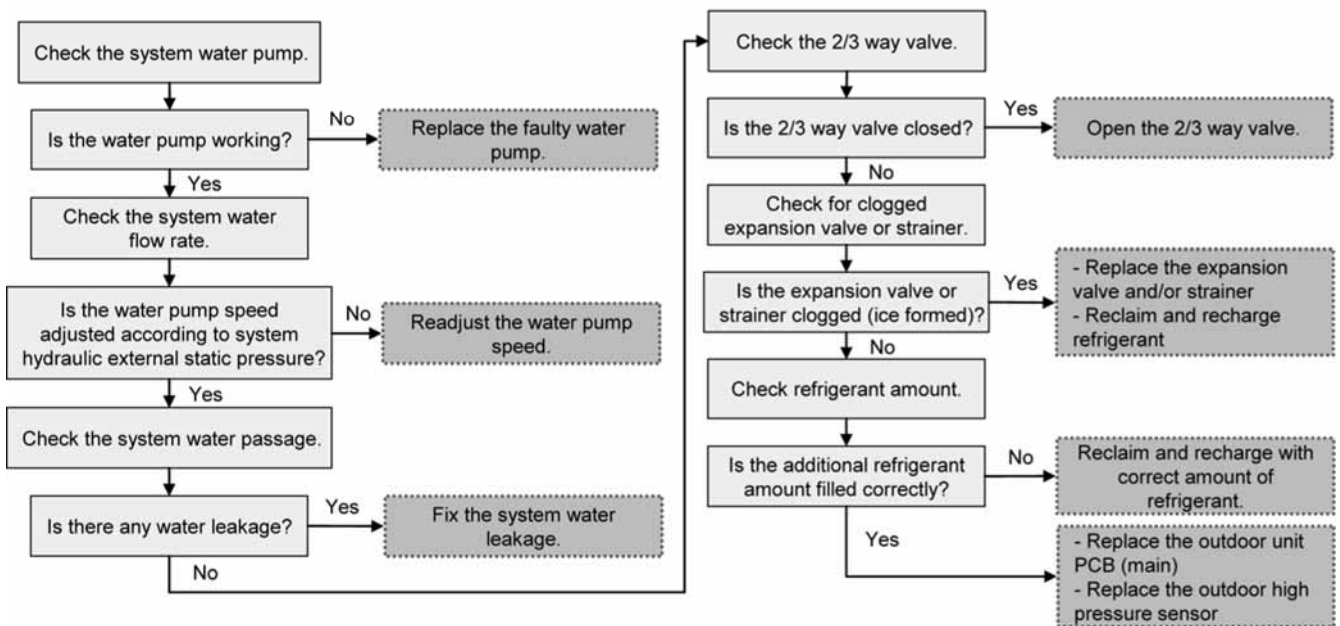 Check the system water pump.
Is the water pump working?
No
Replace the faulty water
pump.
Yes
Check the system water
flow rate.
Is the water pump speed
adjusted according to system
hydraulic external static pressure?
No
Readjust the water pump
speed.
Yes
Check the system water passage.
Is there any water leakage?
Yes
Fix the system water
leakage.
No
Check the 2/3 way valve.
Is the 2/3 way valve closed?
Yes
Open the 2/3 way valve.
No
Check for clogged
expansion valve or strainer.
Is the expansion valve or
strainer clogged (ice formed)?
Yes
- Replace the expansion
valve and/or strainer
- Reclaim and recharge
refrigerant
No
Check refrigerant amount.
Is the additional refrigerant
amount filled correctly?
No
Reclaim and recharge with
correct amount of
refrigerant.
Yes
- Replace the outdoor unit
PCB (main)
- Replace the outdoor high
pressure sensor